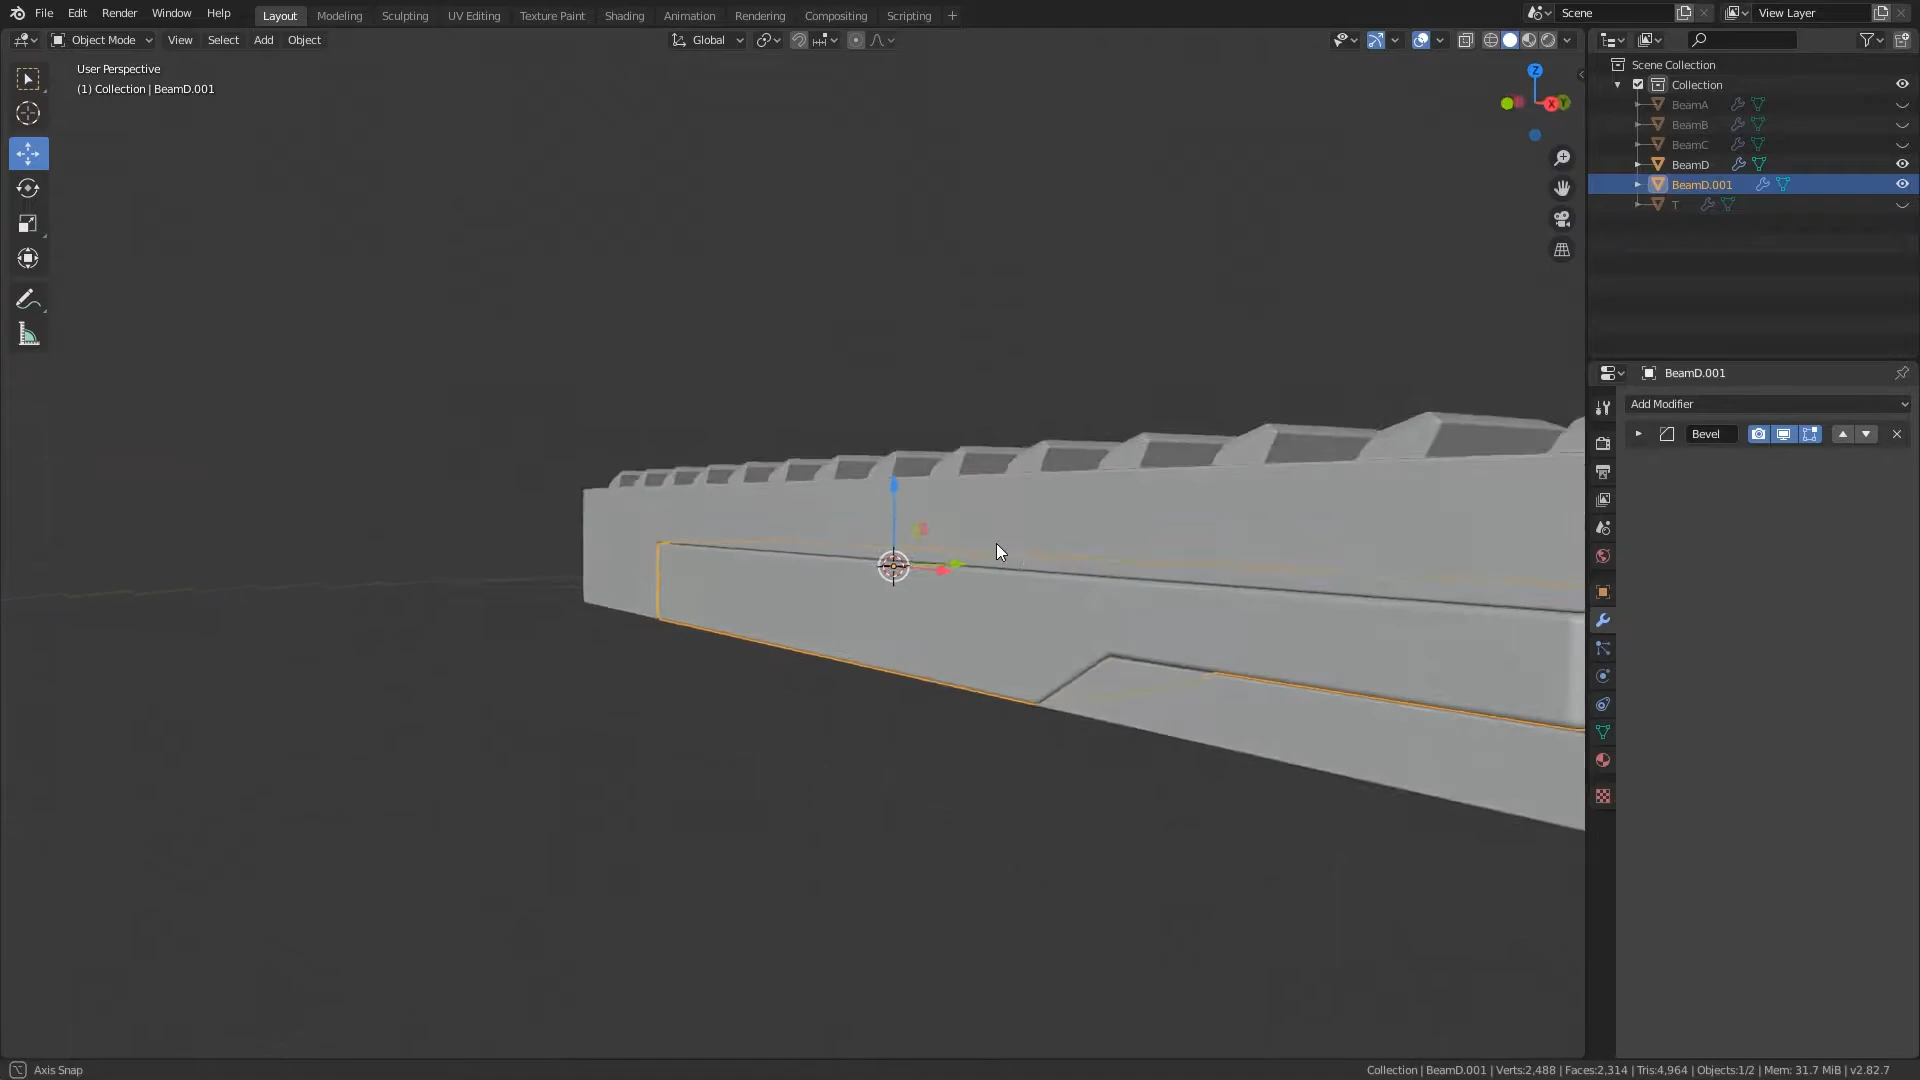 File Edit Render Window Help
Layout Modeling Sculpting UV Editing Texture Paint Shading Animation Rendering Compositing Scripting
Scene
View Layer
Object Mode View Select Add Object
Global
User Perspective
(1) Collection | BeamD.001
Z
X
Y
Scene Collection
Collection
BeamA
BeamB
BeamC
BeamD
BeamD.001
T
BeamD.001
Add Modifier
Bevel
Axis Snap
Collection | BeamD.001 | Verts:2,488 | Faces:2,314 | Tris:4,964 | Objects:1/2 | Mem: 31.7 MiB | v2.82.7